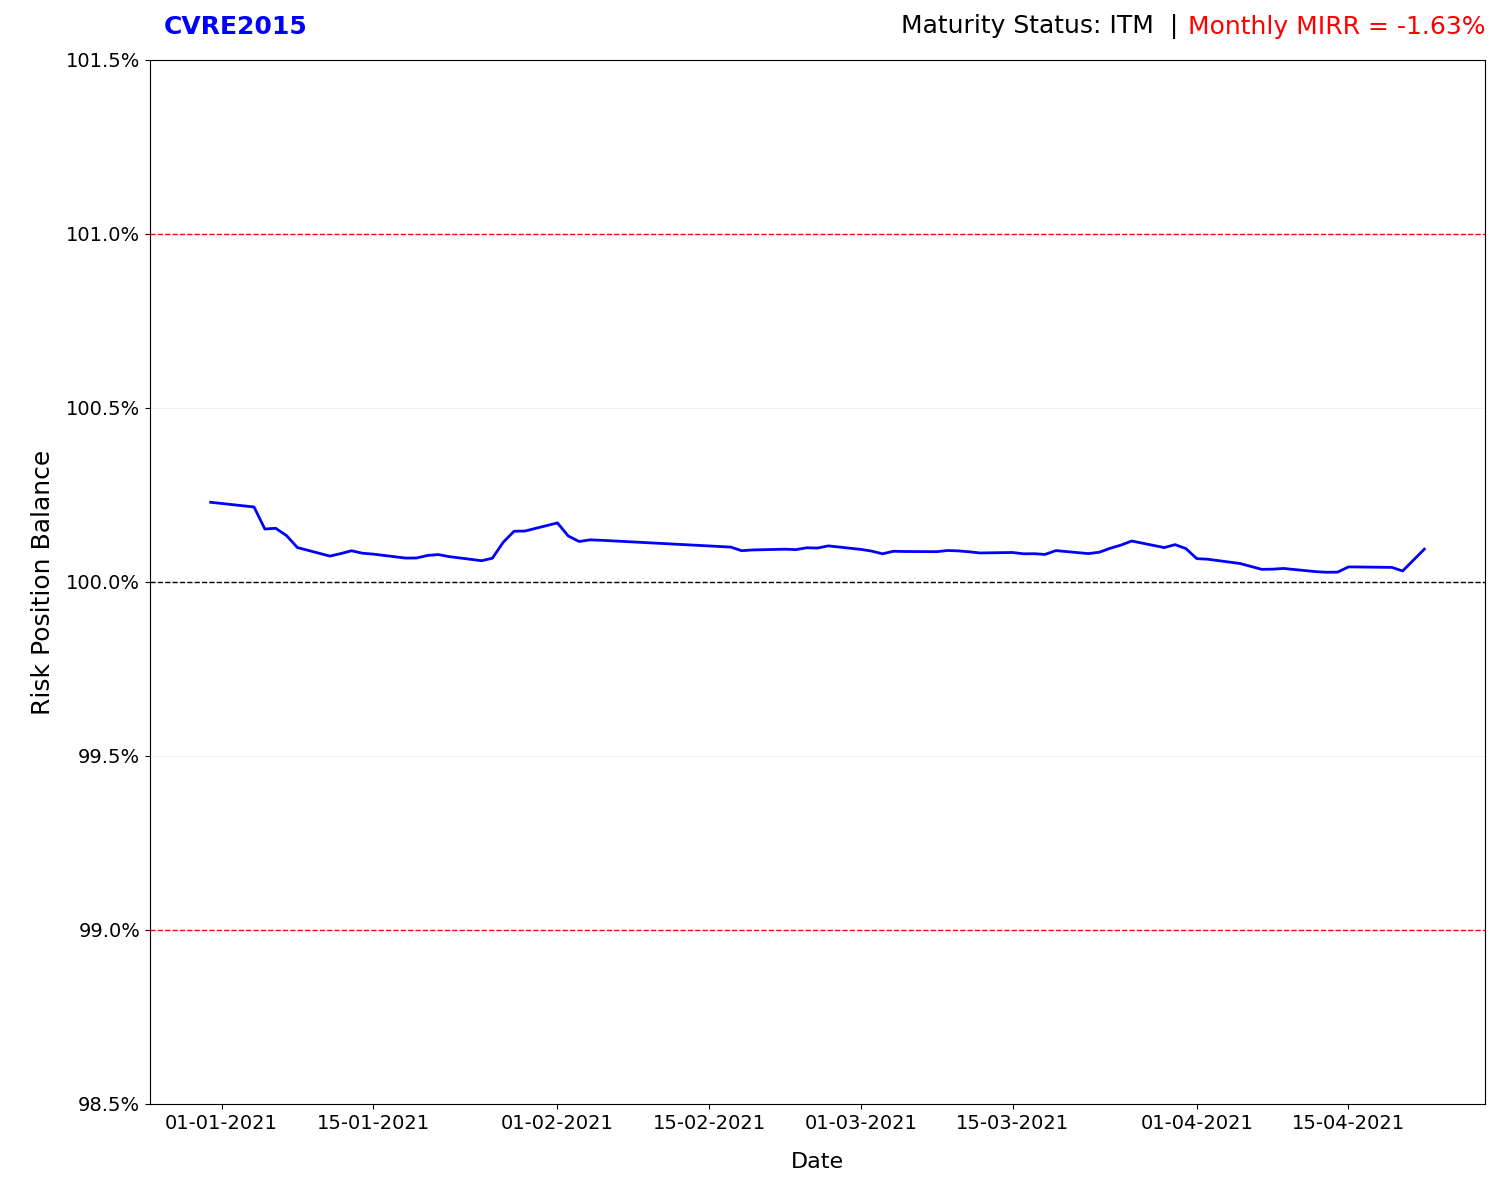 CVRE2015 Maturity Status: ITM | Monthly MIRR = -1.63%
101.5%
101.0%
100.5%
100.0%
99.5%
99.0%
98.5%
Risk Position Balance
01-01-2021 15-01-2021 01-02-2021 15-02-2021 01-03-2021 15-03-2021 01-04-2021 15-04-2021
Date